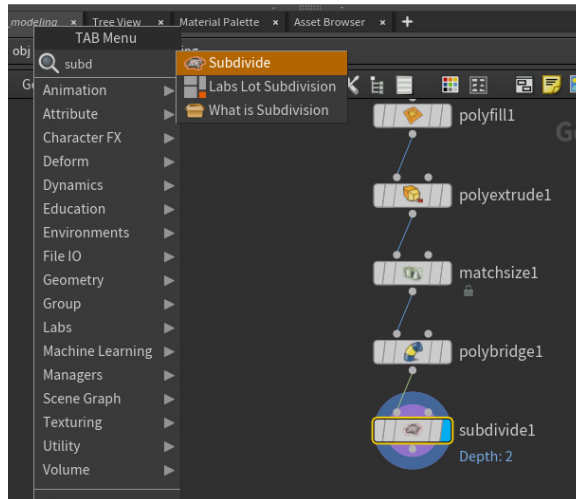 _modeling × Tree View × Material Palette × Asset Browser × +
TAB Menu
obj
subd
Subdivide
Labs Lot Subdivision
What is Subdivision
Animation
Attribute
Character FX
Deform
Dynamics
Education
Environments
File IO
Geometry
Group
Labs
Machine Learning
Managers
Scene Graph
Texturing
Utility
Volume
polyfill1
polyextrude1
matchsize1
polybridge1
subdivide1
Depth: 2